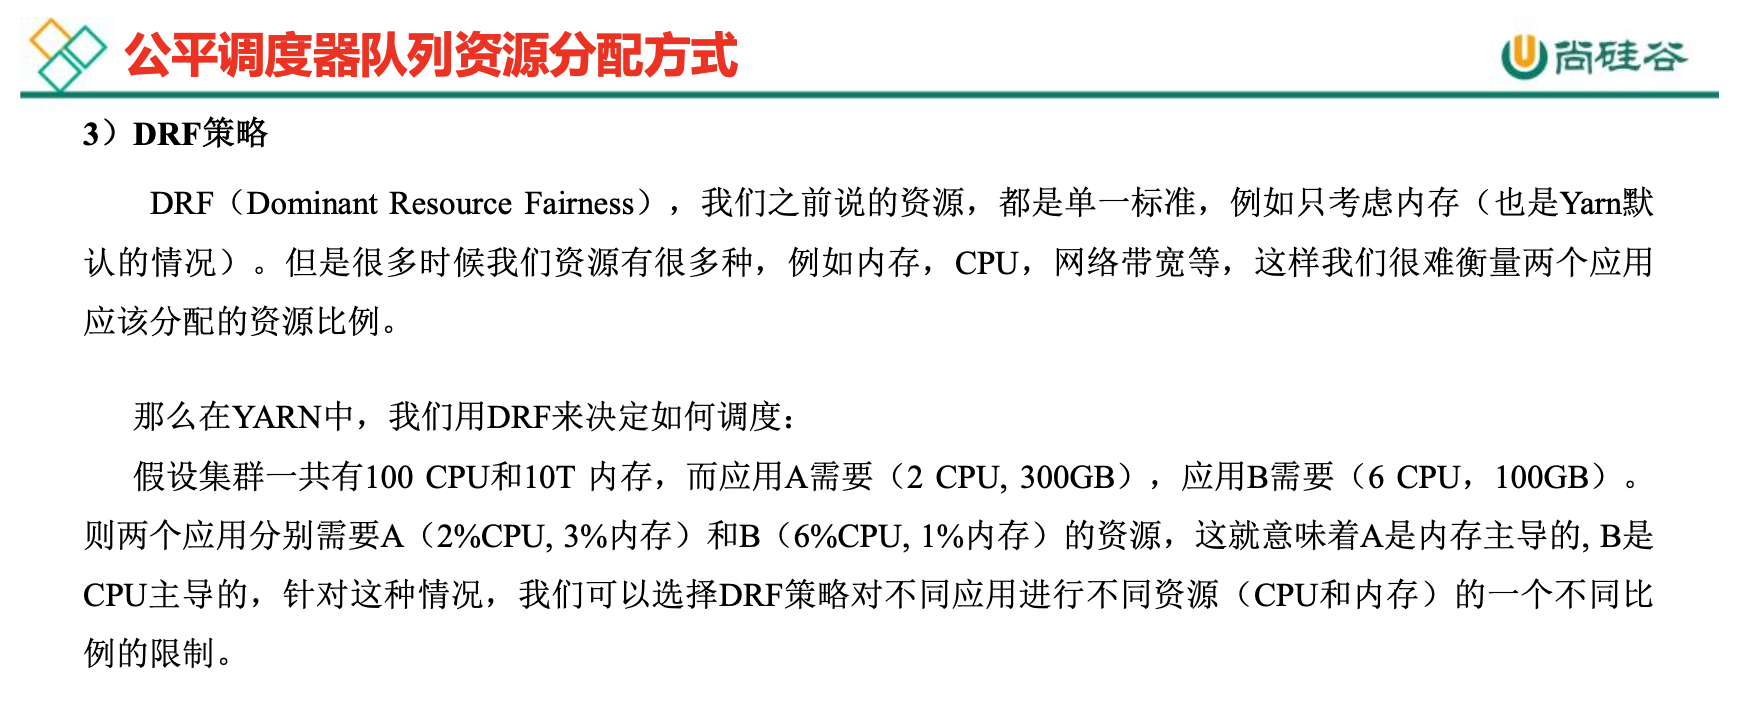 公平调度器队列资源分配方式
尚硅谷
3）DRF策略
DRF（Dominant Resource Fairness），我们之前说的资源，都是单一标准，例如只考虑内存（也是Yarn默
认的情况）。但是很多时候我们资源有很多种，例如内存，CPU，网络带宽等，这样我们很难衡量两个应用
应该分配的资源比例。
那么在YARN中，我们用DRF来决定如何调度：
假设集群一共有100 CPU和10T 内存，而应用A需要（2 CPU, 300GB），应用B需要（6 CPU，100GB）。
则两个应用分别需要A（2%CPU, 3%内存）和B（6%CPU, 1%内存）的资源，这就意味着A是内存主导的, B是
CPU主导的，针对这种情况，我们可以选择DRF策略对不同应用进行不同资源（CPU和内存）的一个不同比
例的限制。